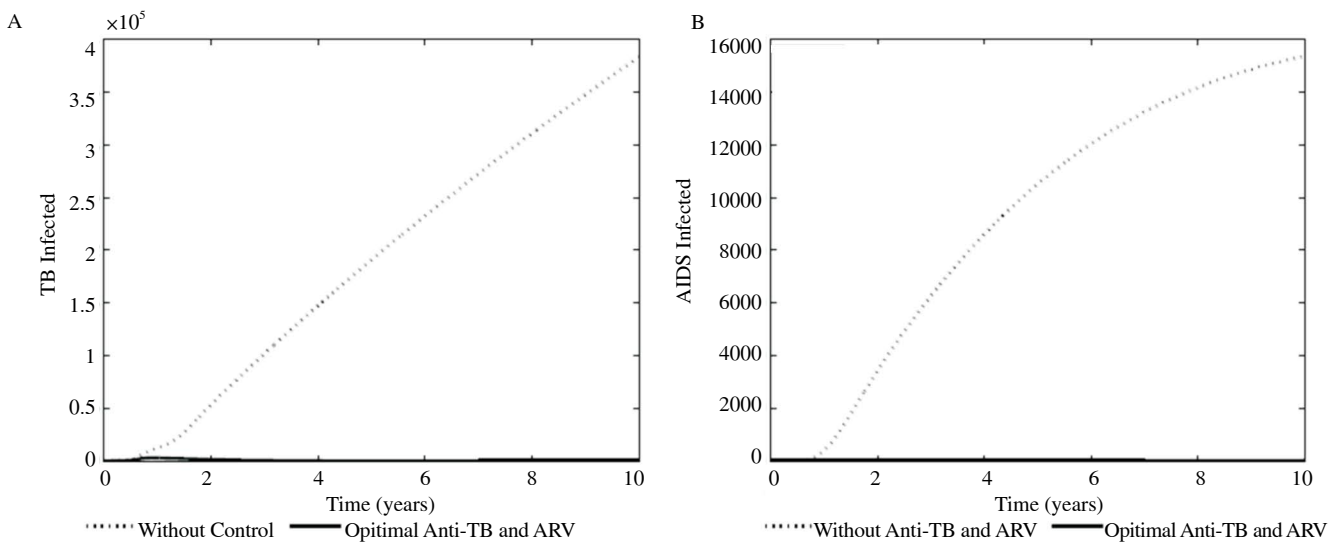 A
×10⁵
4
3.5
3
2.5
2
1.5
1
0.5
0
TB Infected
0 2 4 6 8 10
Time (years)
Without Control Opitimal Anti-TB and ARV
B
16000
14000
12000
10000
8000
6000
4000
2000
0
AIDS Infected
0 2 4 6 8 10
Time (years)
Without Anti-TB and ARV Opitimal Anti-TB and ARV